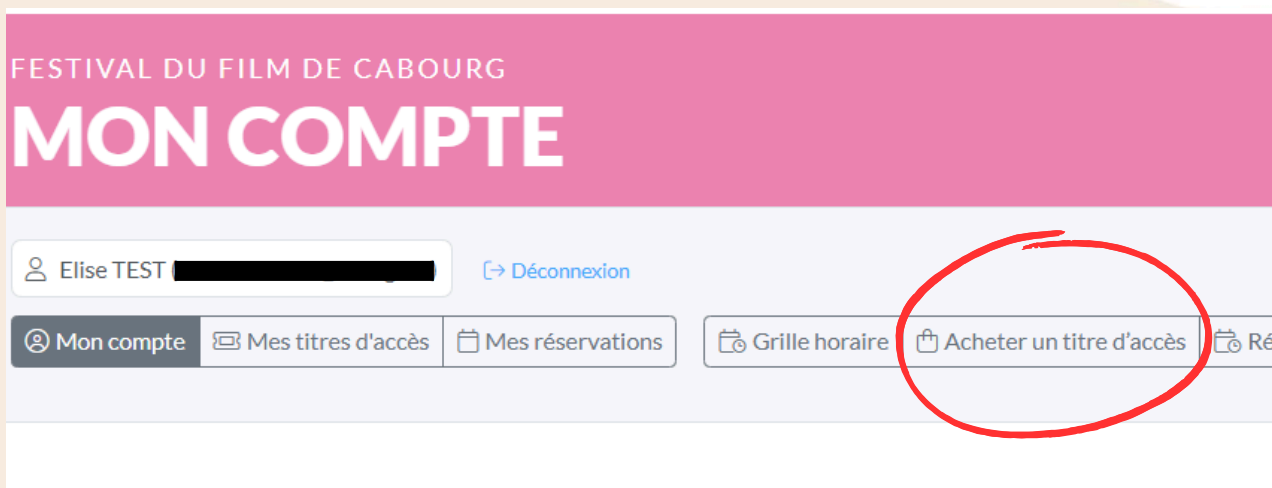 FESTIVAL DU FILM DE CABOURG
MON COMPTE
Elise TEST ( ) Déconnexion
Mon compte Mes titres d'accès Mes réservations Grille horaire Acheter un titre d'accès